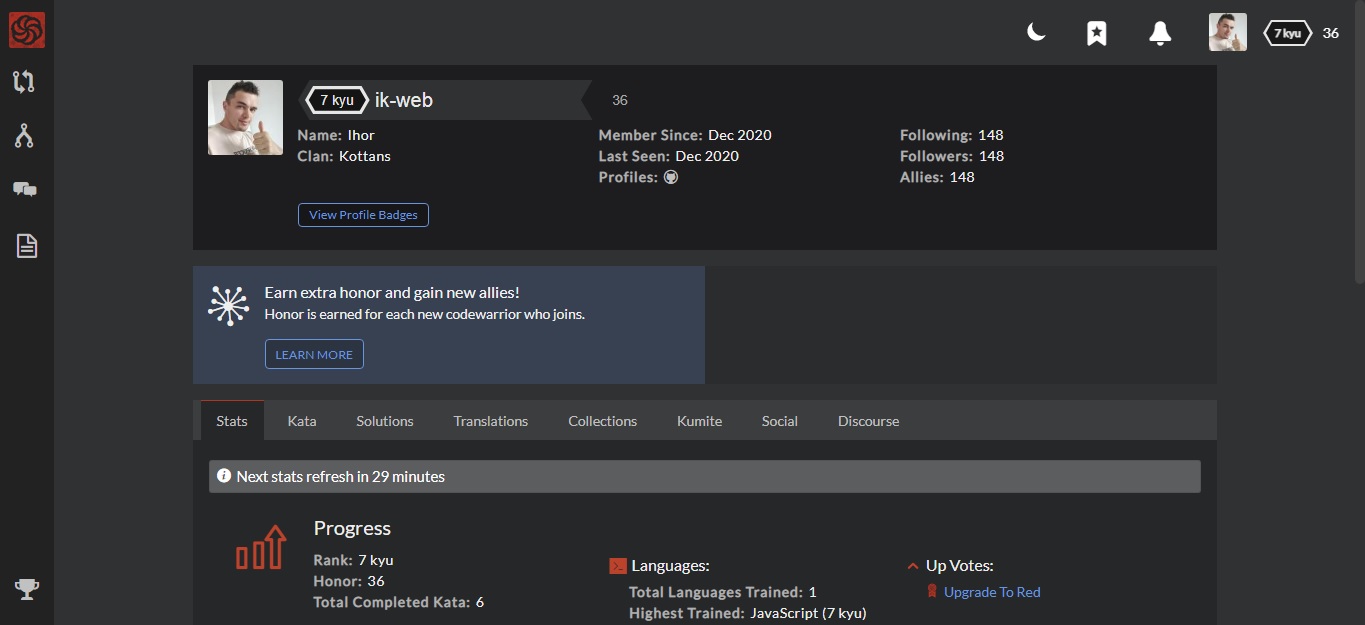 7 kyu 36
7 kyu ik-web 36
Name: Ihor
Clan: Kottans
Member Since: Dec 2020
Last Seen: Dec 2020
Profiles:
Following: 148
Followers: 148
Allies: 148
View Profile Badges
Earn extra honor and gain new allies!
Honor is earned for each new codewarrior who joins.
LEARN MORE
Stats Kata Solutions Translations Collections Kumite Social Discourse
Next stats refresh in 29 minutes
Progress
Rank: 7 kyu
Honor: 36
Total Completed Kata: 6
Languages:
Total Languages Trained: 1
Highest Trained: JavaScript (7 kyu)
Up Votes:
Upgrade To Red